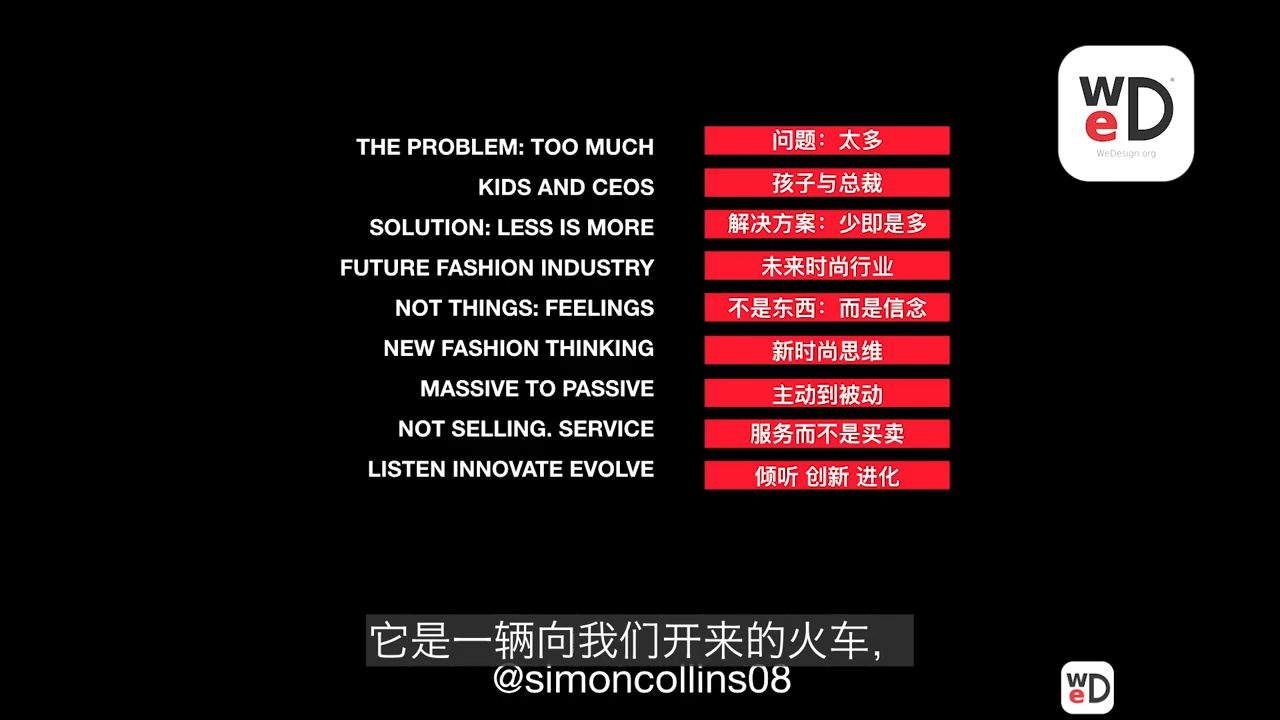 THE PROBLEM: TOO MUCH
问题：太多
KIDS AND CEOS
孩子与总裁
SOLUTION: LESS IS MORE
解决方案：少即是多
FUTURE FASHION INDUSTRY
未来时尚行业
NOT THINGS: FEELINGS
不是东西：而是信念
NEW FASHION THINKING
新时尚思维
MASSIVE TO PASSIVE
主动到被动
NOT SELLING. SERVICE
服务而不是买卖
LISTEN INNOVATE EVOLVE
倾听 创新 进化
weD
WeDesign.org
它是一辆向我们开来的火车,
@simoncollins08
weD